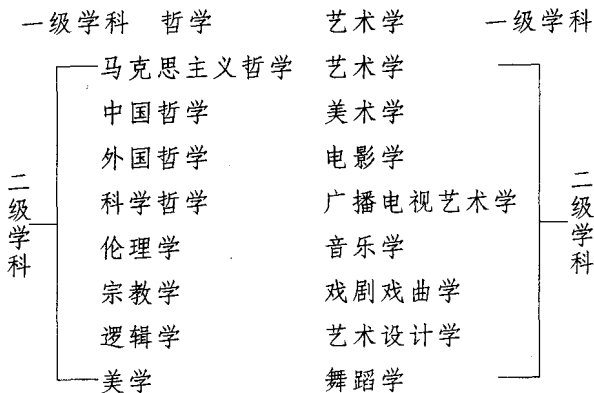 一级学科 哲学 艺术学 一级学科
马克思主义哲学 艺术学
中国哲学 美术学
外国哲学 电影学
科学哲学 广播电视艺术学
伦理学 音乐学
宗教学 戏剧戏曲学
逻辑学 艺术设计学
美学 舞蹈学
二级学科
二级学科